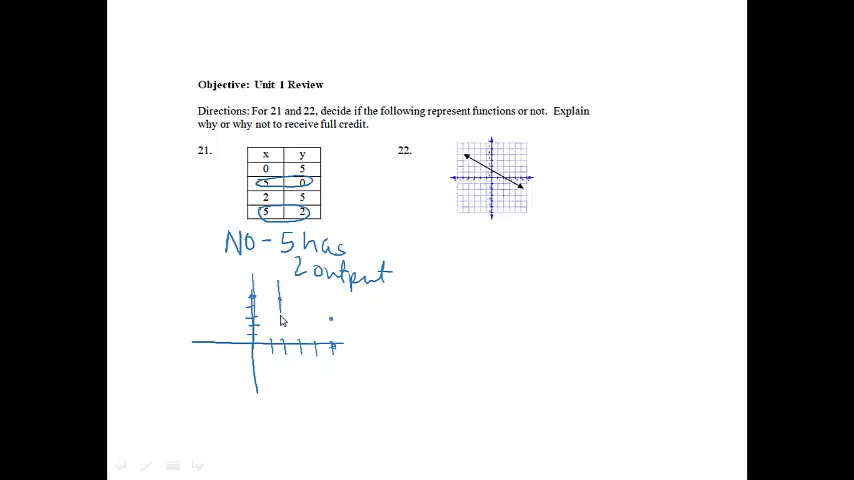 Objective: Unit 1 Review
Directions: For 21 and 22, decide if the following represent functions or not. Explain
why or why not to receive full credit.
21.
22.
x y
0 5
5 0
2 5
5 2
NO - 5 has
2 output